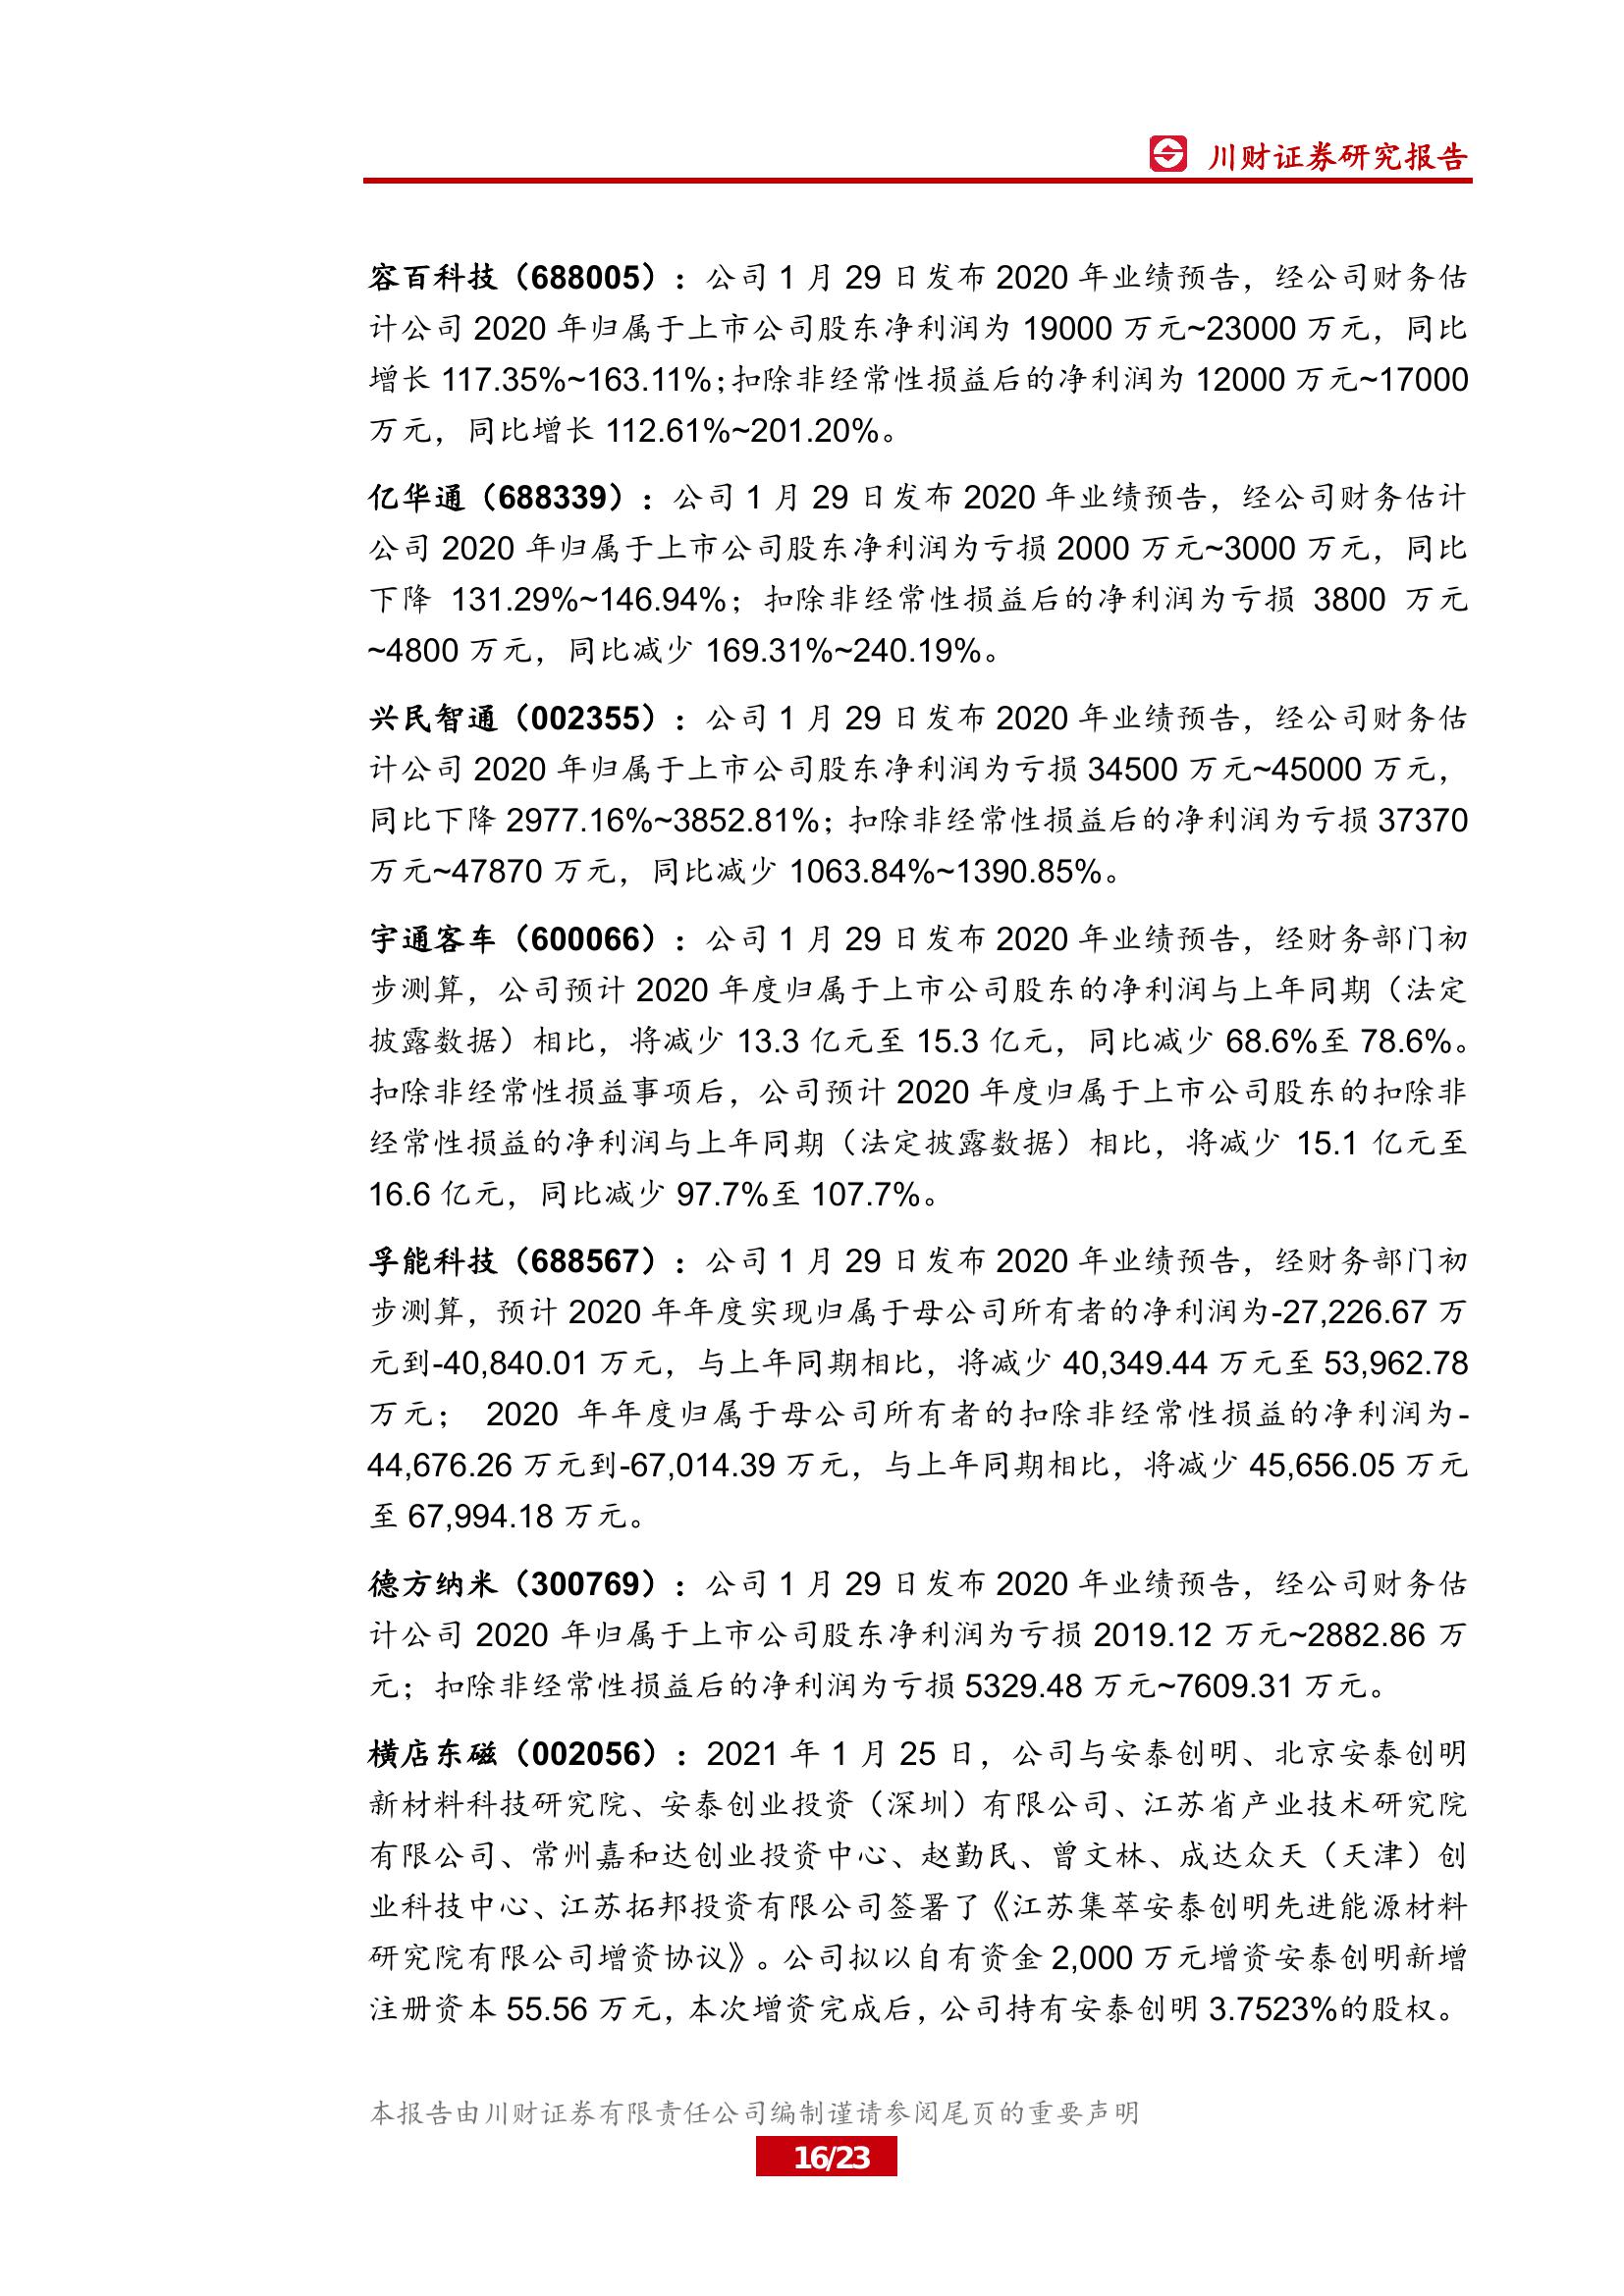 川财证券研究报告
容百科技（688005）：公司 1 月 29 日发布 2020 年业绩预告，经公司财务估
计公司 2020 年归属于上市公司股东净利润为 19000 万元~23000 万元，同比
增长 117.35%~163.11%；扣除非经常性损益后的净利润为 12000 万元~17000
万元，同比增长 112.61%~201.20%。
亿华通（688339）：公司 1 月 29 日发布 2020 年业绩预告，经公司财务估计
公司 2020 年归属于上市公司股东净利润为亏损 2000 万元~3000 万元，同比
下降 131.29%~146.94%；扣除非经常性损益后的净利润为亏损 3800 万元
~4800 万元，同比减少 169.31%~240.19%。
兴民智通（002355）：公司 1 月 29 日发布 2020 年业绩预告，经公司财务估
计公司 2020 年归属于上市公司股东净利润为亏损 34500 万元~45000 万元，
同比下降 2977.16%~3852.81%；扣除非经常性损益后的净利润为亏损 37370
万元~47870 万元，同比减少 1063.84%~1390.85%。
宇通客车（600066）：公司 1 月 29 日发布 2020 年业绩预告，经财务部门初
步测算，公司预计 2020 年度归属于上市公司股东的净利润与上年同期（法定
披露数据）相比，将减少 13.3 亿元至 15.3 亿元，同比减少 68.6%至 78.6%。
扣除非经常性损益事项后，公司预计 2020 年度归属于上市公司股东的扣除非
经常性损益的净利润与上年同期（法定披露数据）相比，将减少 15.1 亿元至
16.6 亿元，同比减少 97.7%至 107.7%。
孚能科技（688567）：公司 1 月 29 日发布 2020 年业绩预告，经财务部门初
步测算，预计 2020 年年度实现归属于母公司所有者的净利润为-27,226.67 万
元到-40,840.01 万元，与上年同期相比，将减少 40,349.44 万元至 53,962.78
万元； 2020 年年度归属于母公司所有者的扣除非经常性损益的净利润为-
44,676.26 万元到-67,014.39 万元，与上年同期相比，将减少 45,656.05 万元
至 67,994.18 万元。
德方纳米（300769）：公司 1 月 29 日发布 2020 年业绩预告，经公司财务估
计公司 2020 年归属于上市公司股东净利润为亏损 2019.12 万元~2882.86 万
元；扣除非经常性损益后的净利润为亏损 5329.48 万元~7609.31 万元。
横店东磁（002056）：2021 年 1 月 25 日，公司与安泰创明、北京安泰创明
新材料科技研究院、安泰创业投资（深圳）有限公司、江苏省产业技术研究院
有限公司、常州嘉和达创业投资中心、赵勤民、曾文林、成达众天（天津）创
业科技中心、江苏拓邦投资有限公司签署了《江苏集萃安泰创明先进能源材料
研究院有限公司增资协议》。公司拟以自有资金 2,000 万元增资安泰创明新增
注册资本 55.56 万元，本次增资完成后，公司持有安泰创明 3.7523%的股权。
本报告由川财证券有限责任公司编制谨请参阅尾页的重要声明
16/23